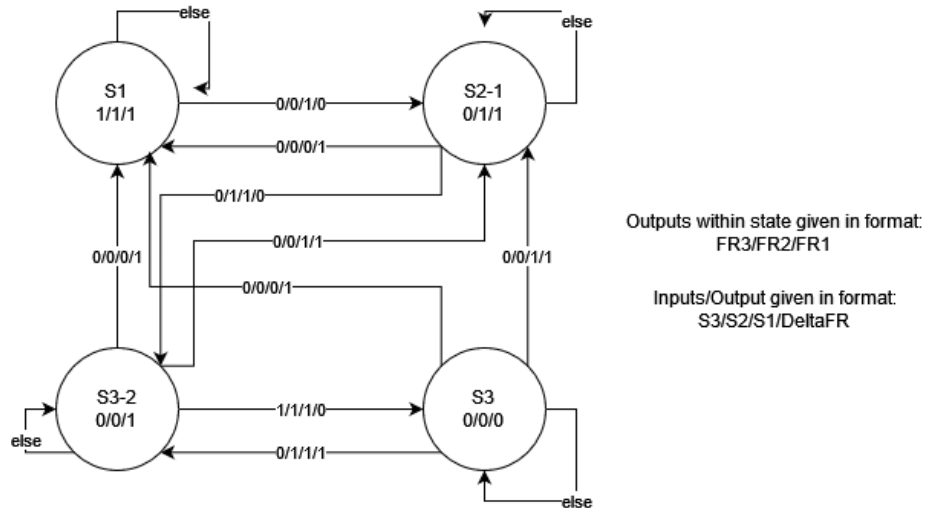 else
else
S1
1/1/1
S2-1
0/1/1
0/0/1/0
0/0/0/1
0/1/1/0
Outputs within state given in format:
FR3/FR2/FR1
0/0/1/1
0/0/0/1
0/0/1/1
0/0/0/1
Inputs/Output given in format:
S3/S2/S1/DeltaFR
S3-2
0/0/1
S3
0/0/0
1/1/1/0
else
0/1/1/1
else